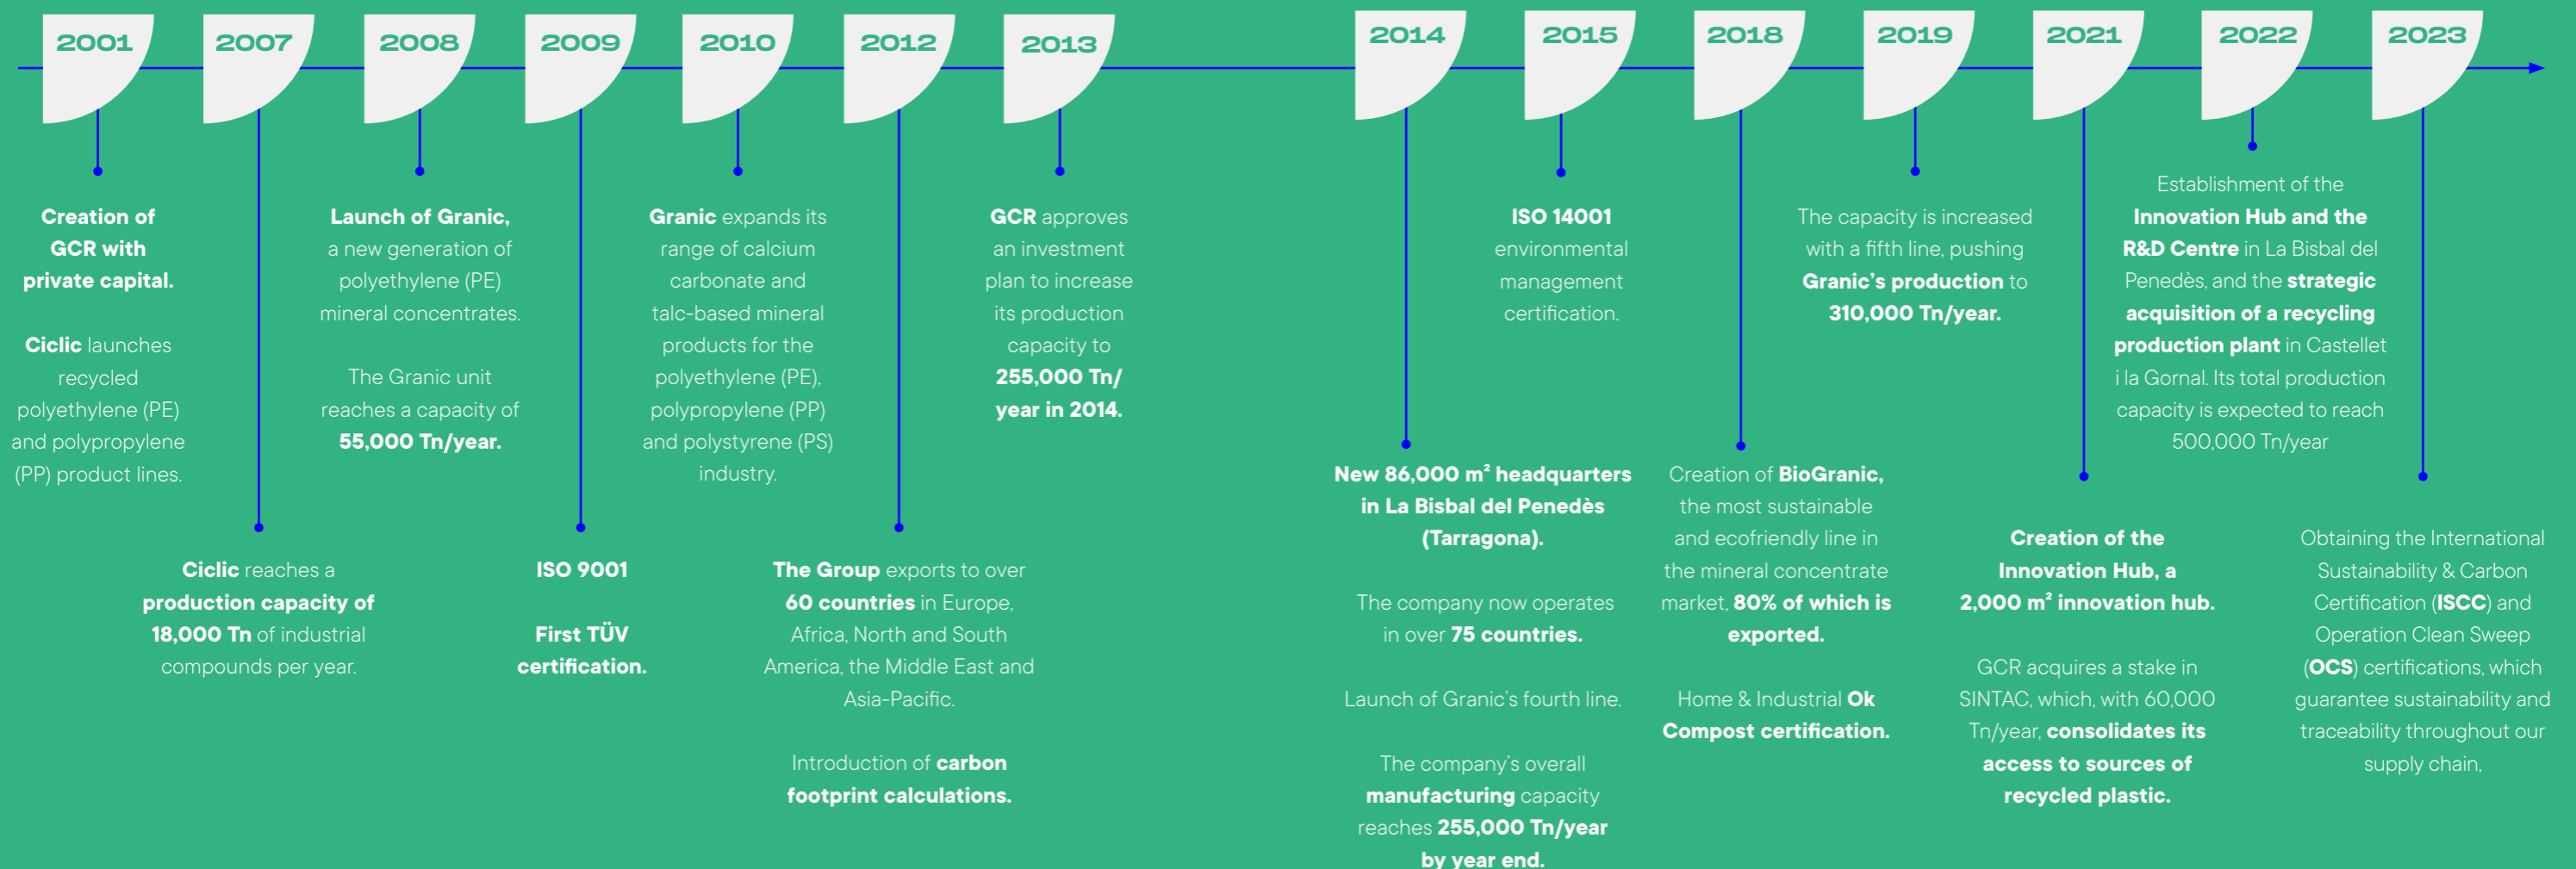 2001
Creation of
GCR with
private capital.
Ciclic launches
recycled
polyethylene (PE)
and polypropylene
(PP) product lines.
2007
Ciclic reaches a
production capacity of
18,000 Tn of industrial
compounds per year.
2008
Launch of Granic,
a new generation of
polyethylene (PE)
mineral concentrates.
The Granic unit
reaches a capacity of
55,000 Tn/year.
2009
ISO 9001
First TÜV
certification.
2010
Granic expands its
range of calcium
carbonate and
talc-based mineral
products for the
polyethylene (PE),
polypropylene (PP)
and polystyrene (PS)
industry.
2012
The Group exports to over
60 countries in Europe,
Africa, North and South
America, the Middle East and
Asia-Pacific.
Introduction of carbon
footprint calculations.
2013
GCR approves
an investment
plan to increase
its production
capacity to
255,000 Tn/
year in 2014.
2014
New 86,000 m² headquarters
in La Bisbal del Penedès
(Tarragona).
The company now operates
in over 75 countries.
Launch of Granic's fourth line.
The company's overall
manufacturing capacity
reaches 255,000 Tn/year
by year end.
2015
ISO 14001
environmental
management
certification.
2018
Creation of BioGranic,
the most sustainable
and ecofriendly line in
the mineral concentrate
market, 80% of which is
exported.
Home & Industrial Ok
Compost certification.
2019
The capacity is increased
with a fifth line, pushing
Granic's production to
310,000 Tn/year.
2021
Creation of the
Innovation Hub, a
2,000 m² innovation hub.
GCR acquires a stake in
SINTAC, which, with 60,000
Tn/year, consolidates its
access to sources of
recycled plastic.
2022
Establishment of the
Innovation Hub and the
R&D Centre in La Bisbal del
Penedès, and the strategic
acquisition of a recycling
production plant in Castellet
i la Gornal. Its total production
capacity is expected to reach
500,000 Tn/year
2023
Obtaining the International
Sustainability & Carbon
Certification (ISCC) and
Operation Clean Sweep
(OCS) certifications, which
guarantee sustainability and
traceability throughout our
supply chain,